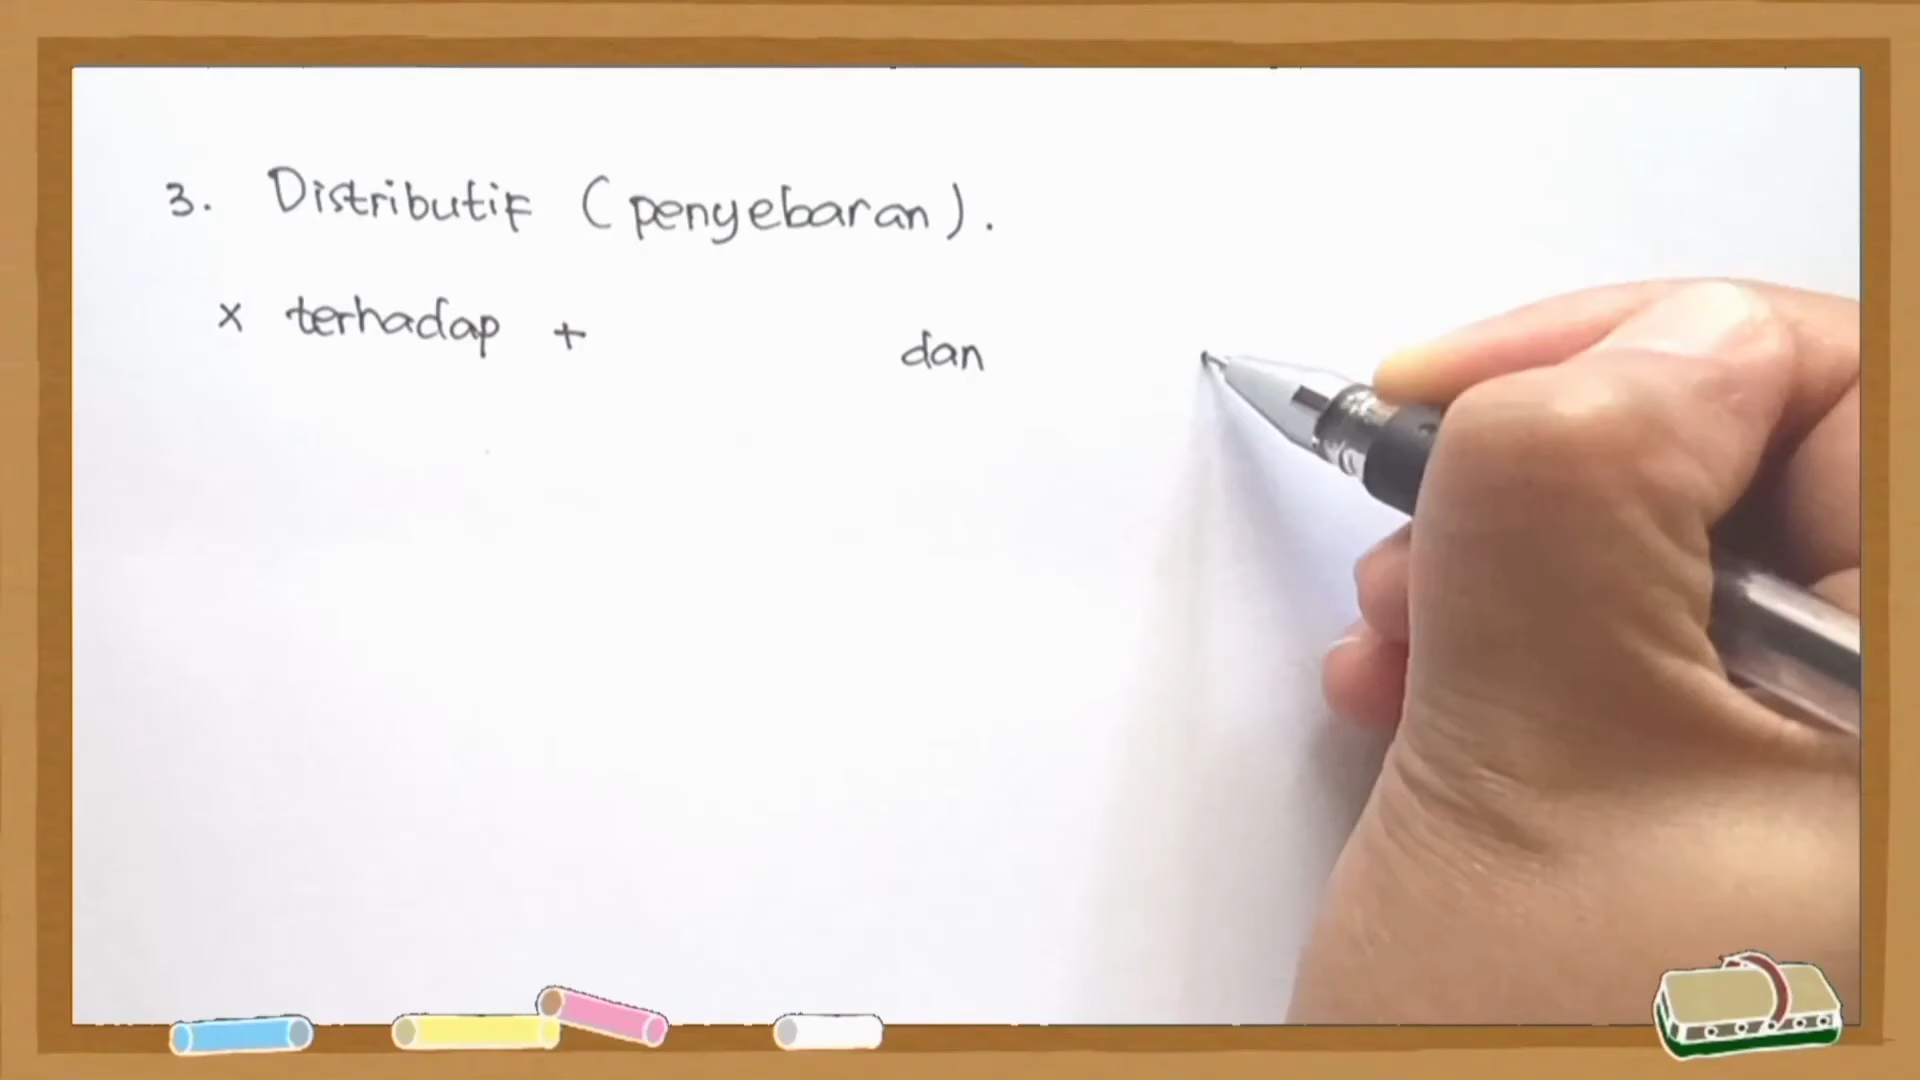 3. Distributif (penyebaran).
x terhadap + dan